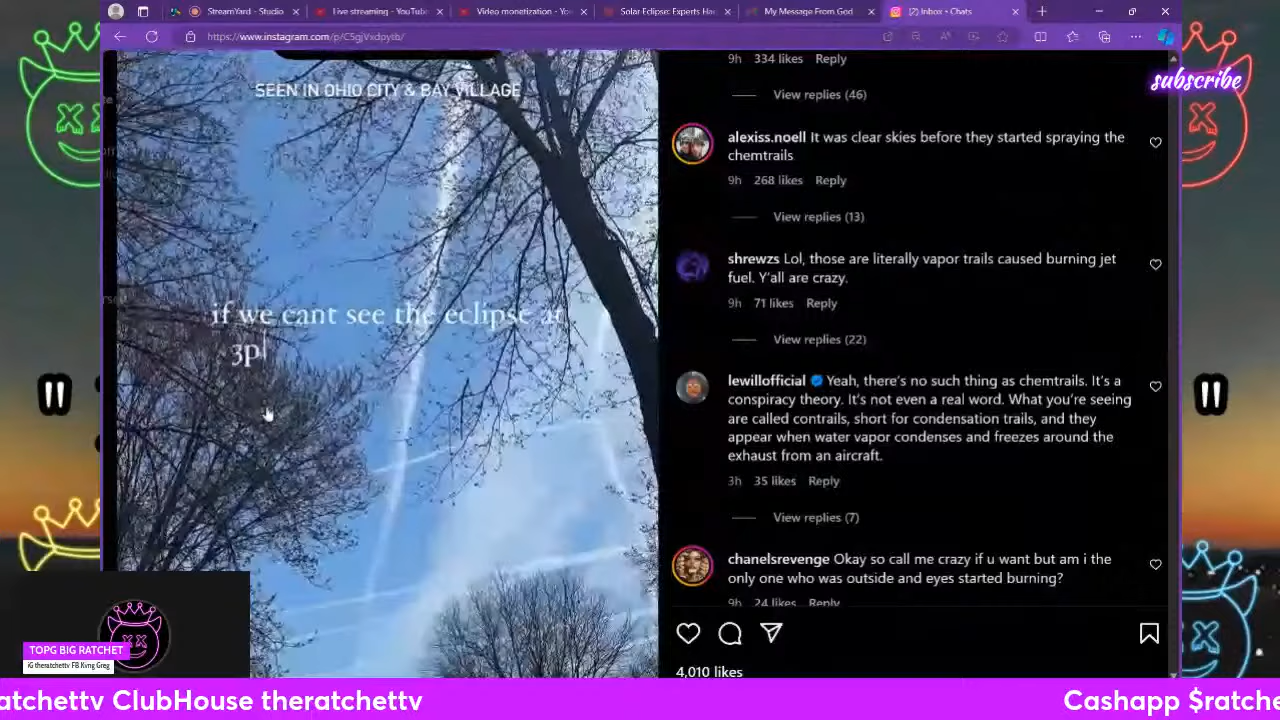 StreamYard - Studio
Live streaming - YouTube
Video monetization - You
Solar Eclipse: Experts Ha
My Message From God
(2) Inbox • Chats
https://www.instagram.com/p/C5gjVxdpytb/
subscribe
SEEN IN OHIO CITY & BAY VILLAGE
if we cant see the eclipse at
3p
9h 334 likes Reply
View replies (46)
alexiss.noell It was clear skies before they started spraying the
chemtrails
9h 268 likes Reply
View replies (13)
shrewzs Lol, those are literally vapor trails caused burning jet
fuel. Y'all are crazy.
9h 71 likes Reply
View replies (22)
lewillofficial Yeah, there's no such thing as chemtrails. It's a
conspiracy theory. It's not even a real word. What you're seeing
are called contrails, short for condensation trails, and they
appear when water vapor condenses and freezes around the
exhaust from an aircraft.
3h 35 likes Reply
View replies (7)
chanelsrevenge Okay so call me crazy if u want but am i the
only one who was outside and eyes started burning?
9h 24 likes Reply
4,010 likes
TOPG BIG RATCHET
IG theratchettv FB Kvng Greg
atchettv ClubHouse theratchettv
Cashapp $ratche